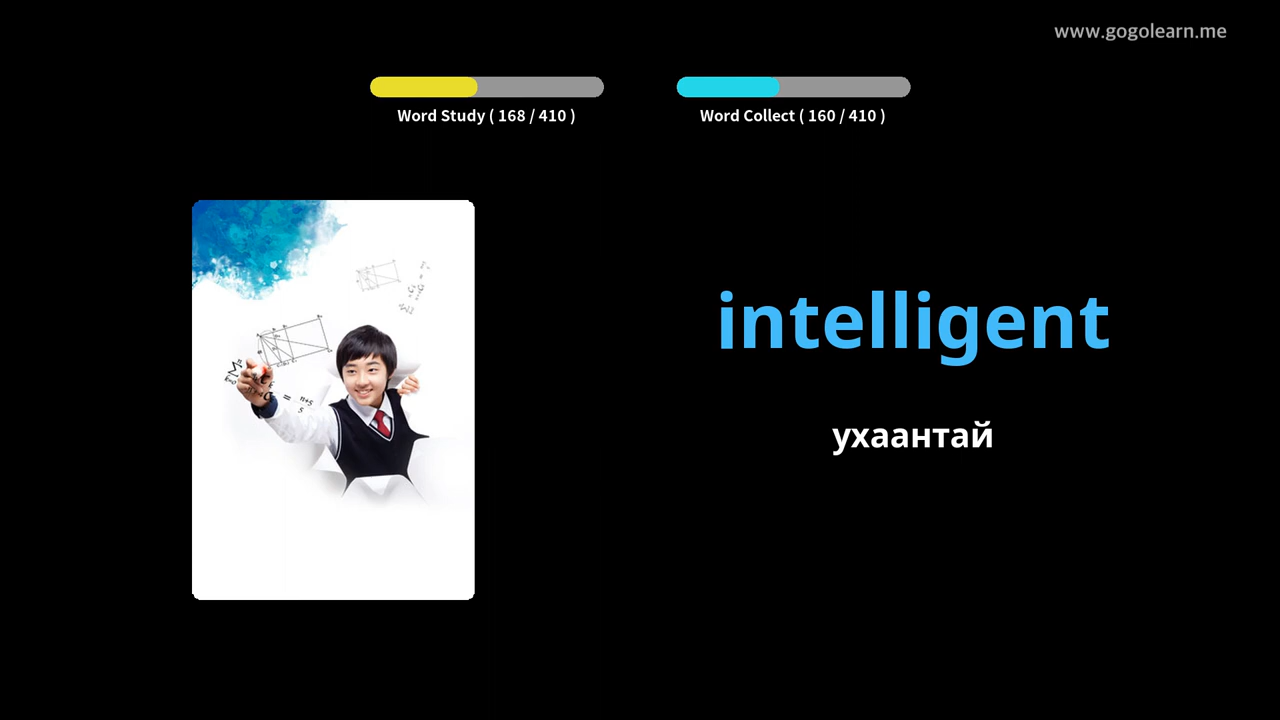 www.gogolearn.me
Word Study ( 168 / 410 )
Word Collect ( 160 / 410 )
intelligent
ухаантай